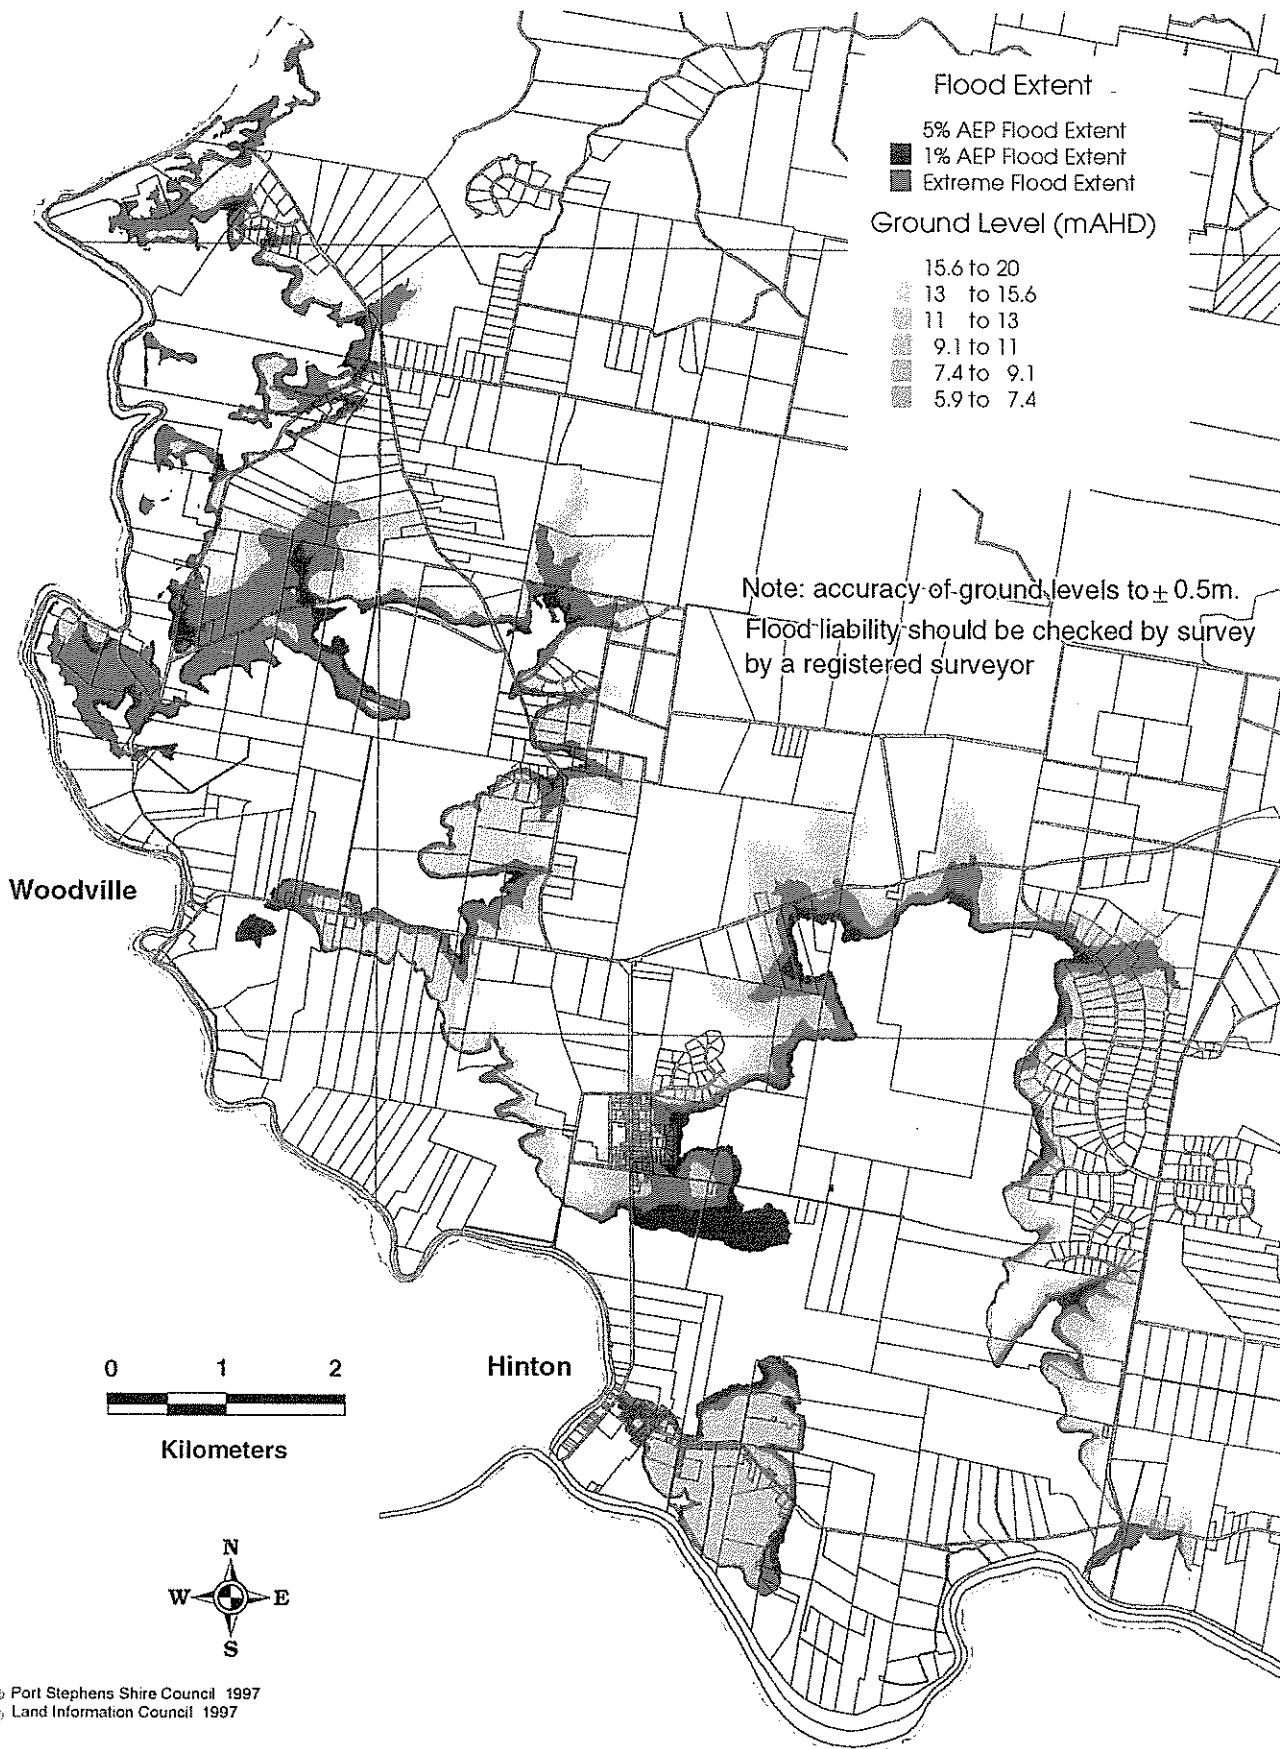 Flood Extent
5% AEP Flood Extent
1% AEP Flood Extent
Extreme Flood Extent
Ground Level (mAHD)
15.6 to 20
13 to 15.6
11 to 13
9.1 to 11
7.4 to 9.1
5.9 to 7.4
Note: accuracy of ground levels to ± 0.5m.
Flood liability should be checked by survey
by a registered surveyor
Woodville
Hinton
0 1 2
Kilometers
N
W E
S
© Port Stephens Shire Council 1997
© Land Information Council 1997